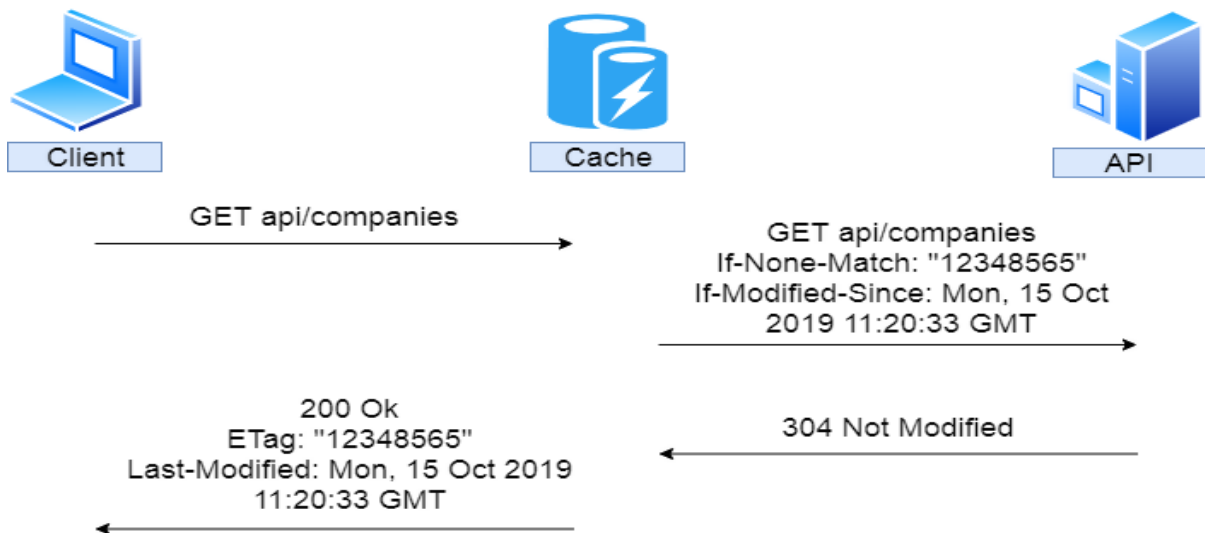 Client
Cache
API
GET api/companies
GET api/companies
If-None-Match: "12348565"
If-Modified-Since: Mon, 15 Oct
2019 11:20:33 GMT
200 Ok
ETag: "12348565"
Last-Modified: Mon, 15 Oct 2019
11:20:33 GMT
304 Not Modified